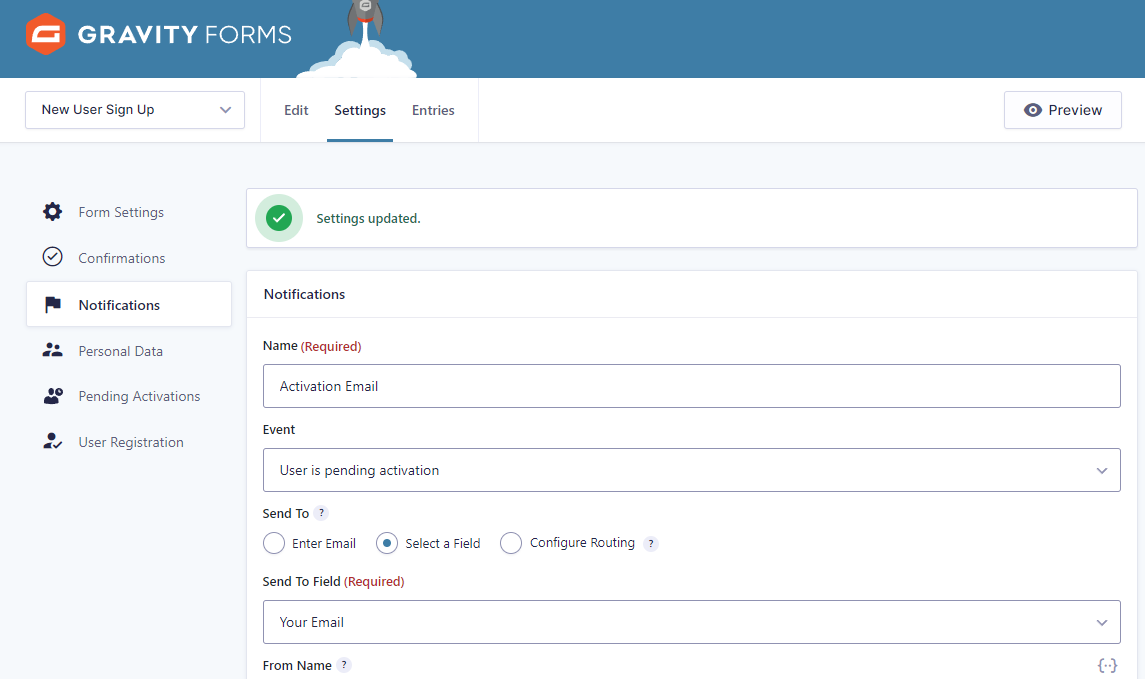 GRAVITY FORMS
New User Sign Up
Edit
Settings
Entries
Preview
Form Settings
Confirmations
Notifications
Personal Data
Pending Activations
User Registration
Settings updated.
Notifications
Name (Required)
Activation Email
Event
User is pending activation
Send To ?
Enter Email
Select a Field
Configure Routing ?
Send To Field (Required)
Your Email
From Name ?